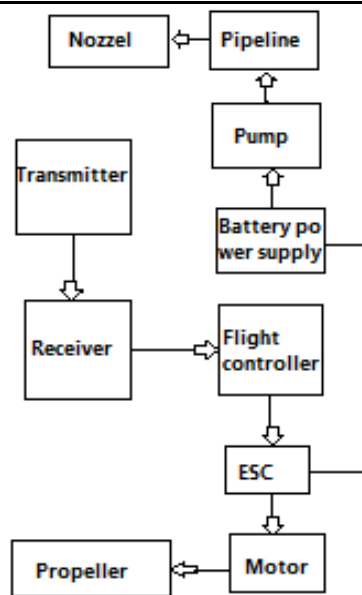 Nozzel
Pipeline
Pump
Transmitter
Battery po
wer supply
Receiver
Flight
controller
ESC
Propeller
Motor